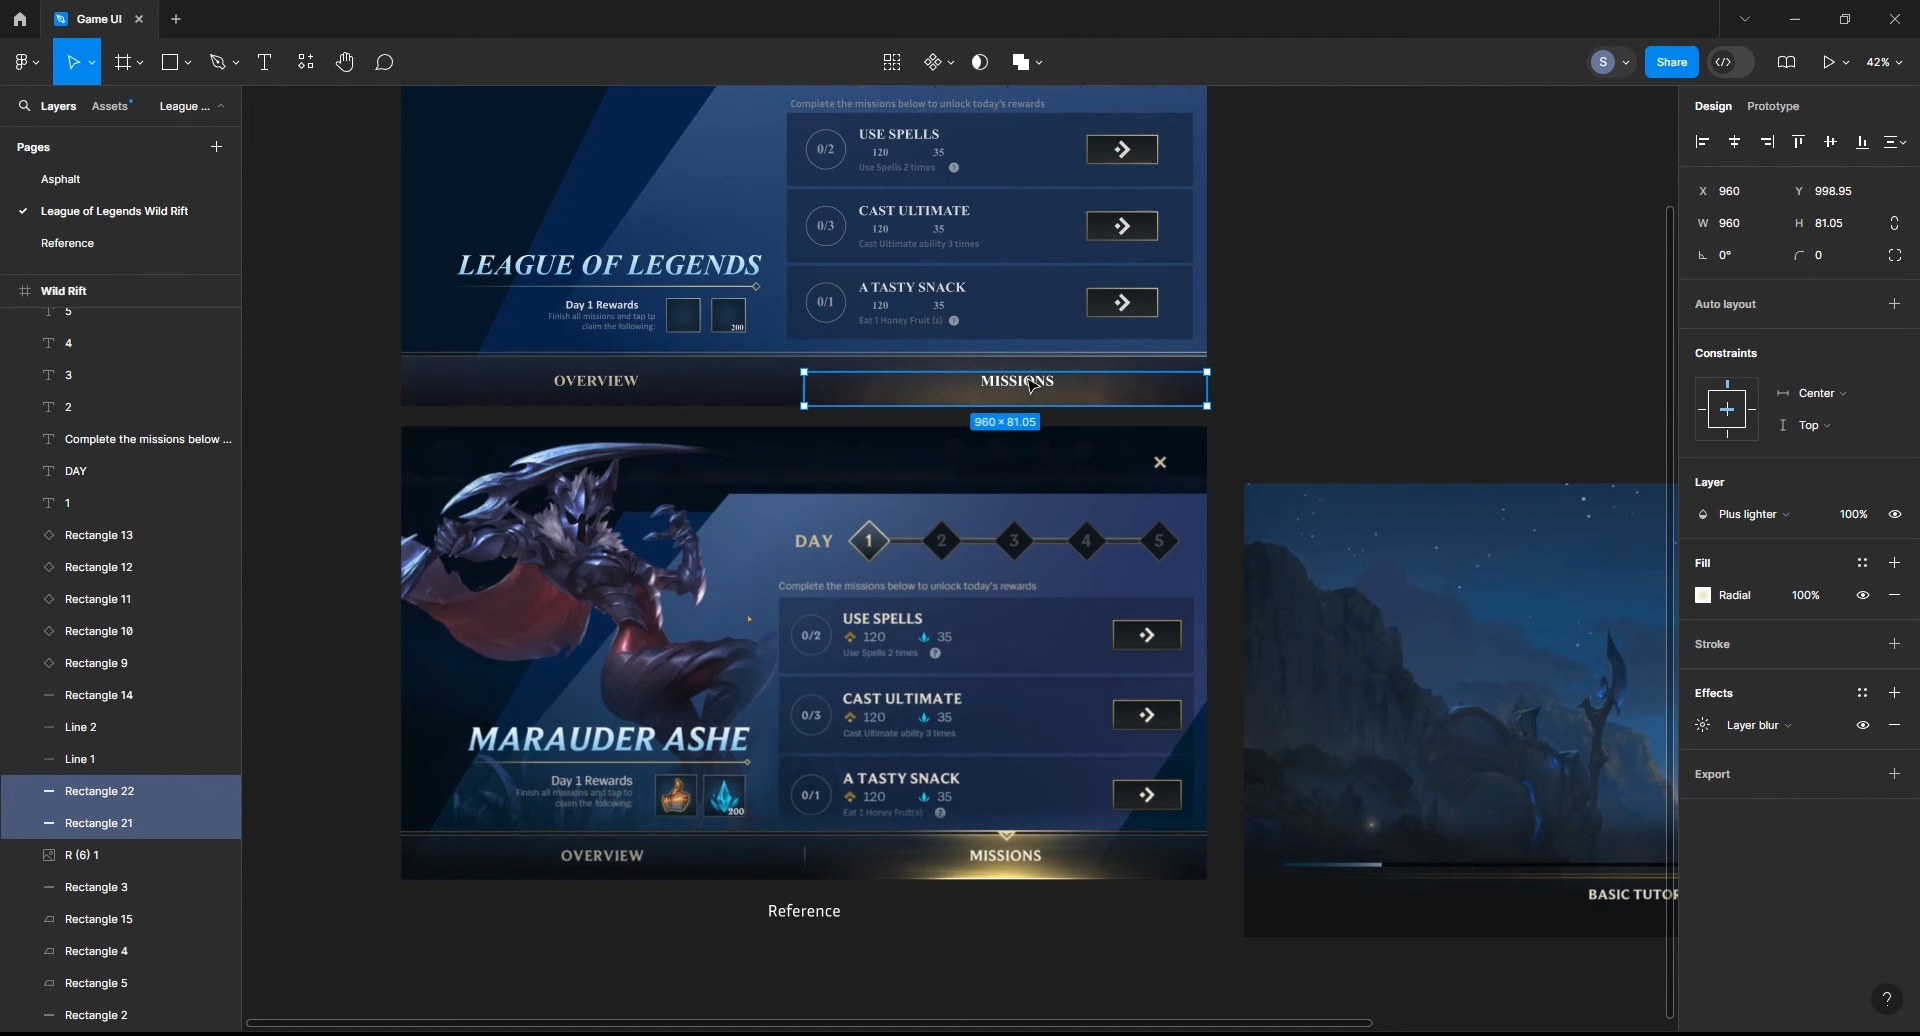 Game UI
S
Share
42%
Layers
Assets
League ...
Pages
Asphalt
League of Legends Wild Rift
Reference
Wild Rift
5
4
3
2
Complete the missions below ...
DAY
1
Rectangle 13
Rectangle 12
Rectangle 11
Rectangle 10
Rectangle 9
Rectangle 14
Line 2
Line 1
Rectangle 22
Rectangle 21
R (6) 1
Rectangle 3
Rectangle 15
Rectangle 4
Rectangle 5
Rectangle 2
Complete the missions below to unlock today's rewards
0/2
USE SPELLS
120 35
Use Spells 2 times ?
0/3
CAST ULTIMATE
120 35
Cast Ultimate ability 3 times
0/1
A TASTY SNACK
120 35
Eat 1 Honey Fruit (s) ?
LEAGUE OF LEGENDS
Day 1 Rewards
Finish all missions and tap tp
claim the following:
200
OVERVIEW
MISSIONS
960 × 81.05
DAY 1 2 3 4 5
Complete the missions below to unlock today's rewards
0/2
USE SPELLS
120 35
Use Spells 2 times ?
0/3
CAST ULTIMATE
120 35
Cast Ultimate ability 3 times
0/1
A TASTY SNACK
120 35
Eat 1 Honey Fruit(s) ?
MARAUDER ASHE
Day 1 Rewards
Finish all missions and tap to
claim the following:
200
OVERVIEW
MISSIONS
Reference
BASIC TUTOR
Design
Prototype
X 960
Y 998.95
W 960
H 81.05
0°
0
Auto layout
Constraints
Center
Top
Layer
Plus lighter
100%
Fill
Radial
100%
Stroke
Effects
Layer blur
Export
?